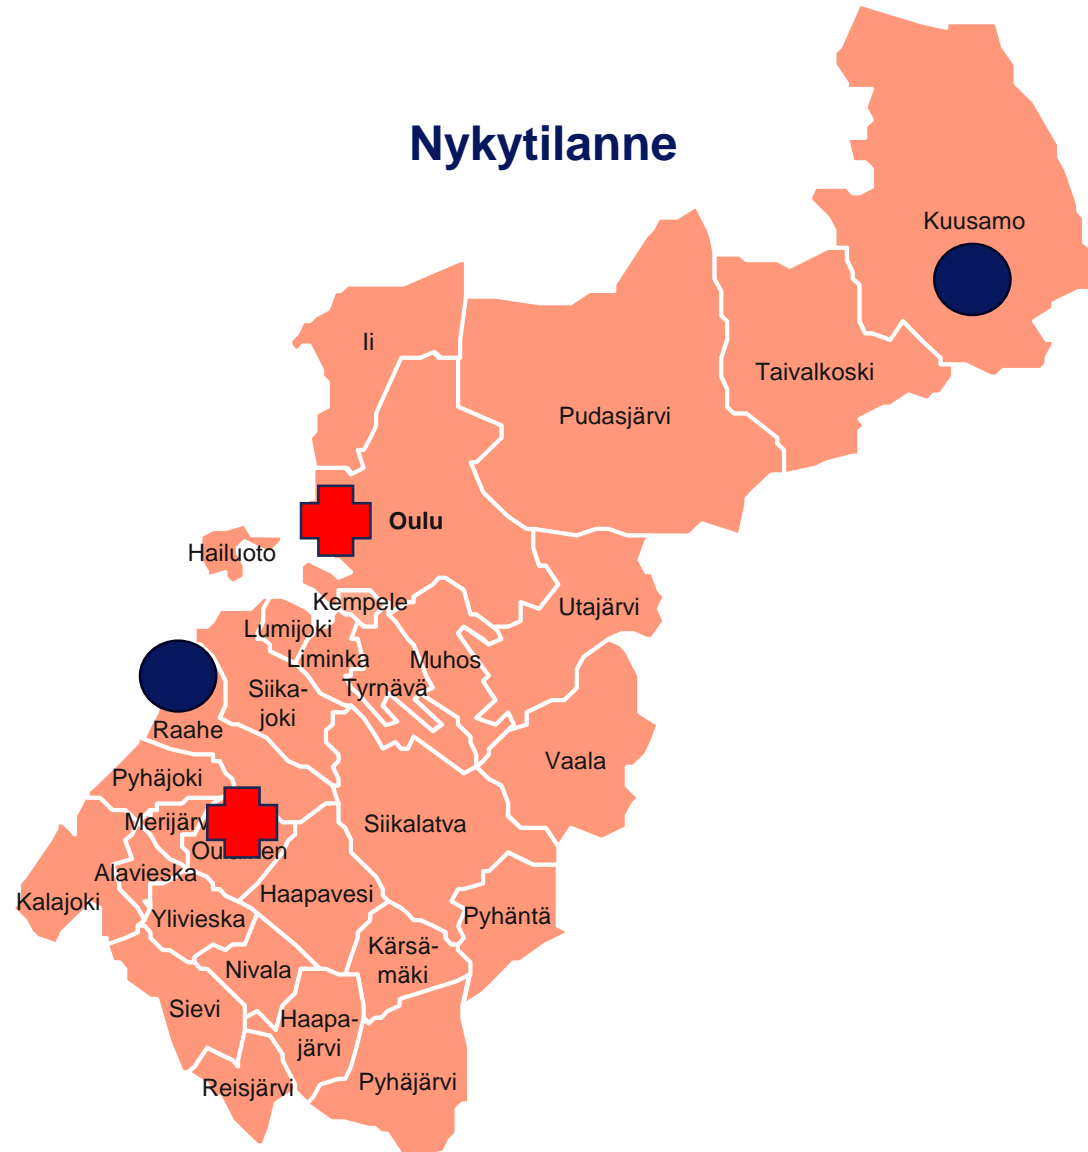 Nykytilanne
Kuusamo
Ii
Taivalkoski
Pudasjärvi
Oulu
Hailuoto
Kempele
Utajärvi
Lumijoki
Liminka
Muhos
Tyrnävä
Siika-
joki
Raahe
Vaala
Pyhäjoki
Merijärv
Siikalatva
Alavieska
Haapavesi
Kalajoki
Ylivieska
Pyhäntä
Kärsä-
mäki
Nivala
Sievi
Haapa-
järvi
Reisjärvi
Pyhäjärvi